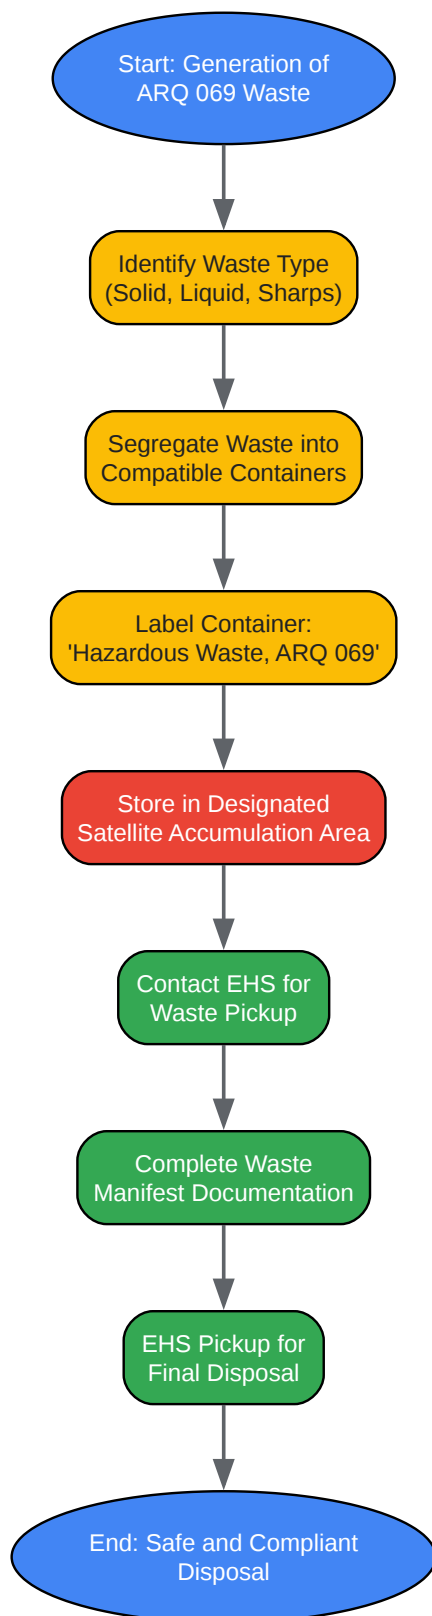 Start: Generation of
ARQ 069 Waste
Identify Waste Type
(Solid, Liquid, Sharps)
Segregate Waste into
Compatible Containers
Label Container:
'Hazardous Waste, ARQ 069'
Store in Designated
Satellite Accumulation Area
Contact EHS for
Waste Pickup
Complete Waste
Manifest Documentation
EHS Pickup for
Final Disposal
End: Safe and Compliant
Disposal